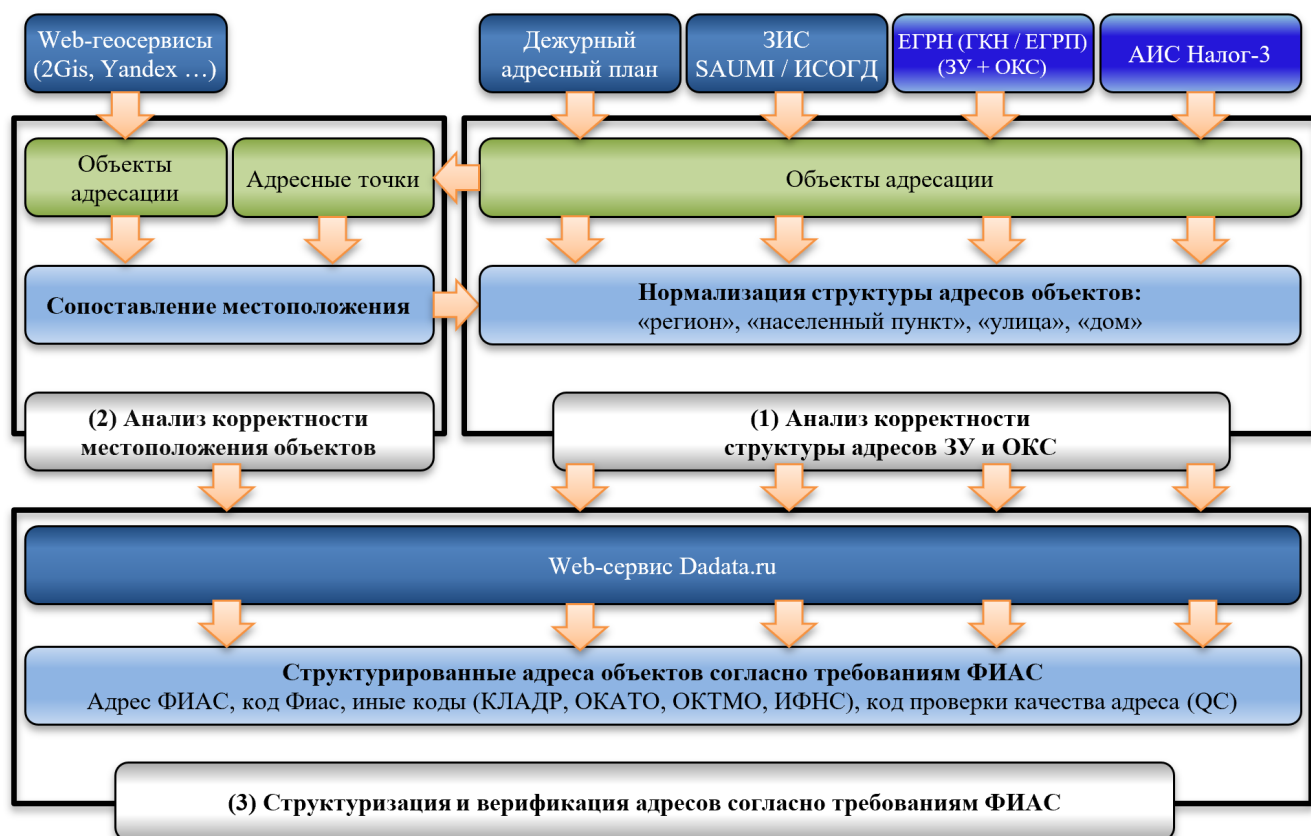 Web-геосервисы
(2Gis, Yandex …)
Дежурный
адресный план
ЗИС
SAUMI / ИСОГД
ЕГРН (ГКН / ЕГРП)
(ЗУ + ОКС)
АИС Налог-3
Объекты
адресации
Адресные точки
Объекты адресации
Сопоставление местоположения
Нормализация структуры адресов объектов:
«регион», «населенный пункт», «улица», «дом»
(2) Анализ корректности
местоположения объектов
(1) Анализ корректности
структуры адресов ЗУ и ОКС
Web-сервис Dadata.ru
Структурированные адреса объектов согласно требованиям ФИАС
Адрес ФИАС, код Фиас, иные коды (КЛАДР, ОКАТО, ОКТМО, ИФНС), код проверки качества адреса (QC)
(3) Структуризация и верификация адресов согласно требованиям ФИАС